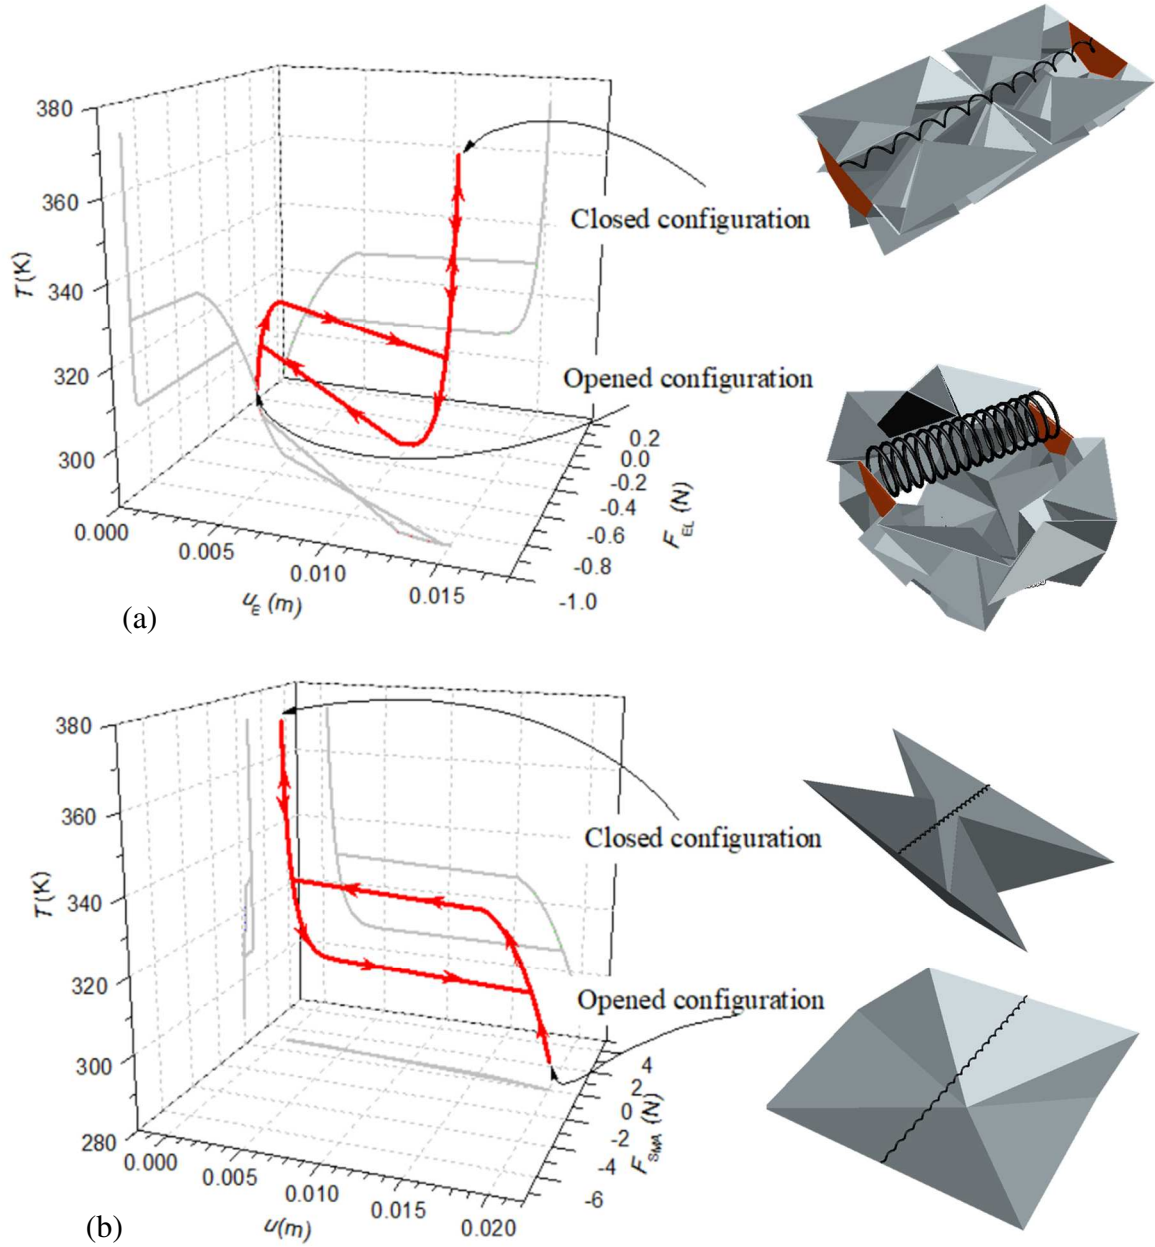 380
360
340
320
300
T(K)
Closed configuration
Opened configuration
0.000
0.005
0.010
0.015
u_E (m)
0.2
0.0
-0.2
-0.4
-0.6
-0.8
-1.0
F_EL (N)
(a)
380
360
340
320
300
280
T(K)
Closed configuration
Opened configuration
0.000
0.005
0.010
0.015
0.020
u(m)
4
2
0
-2
-4
-6
F_SMA (N)
(b)